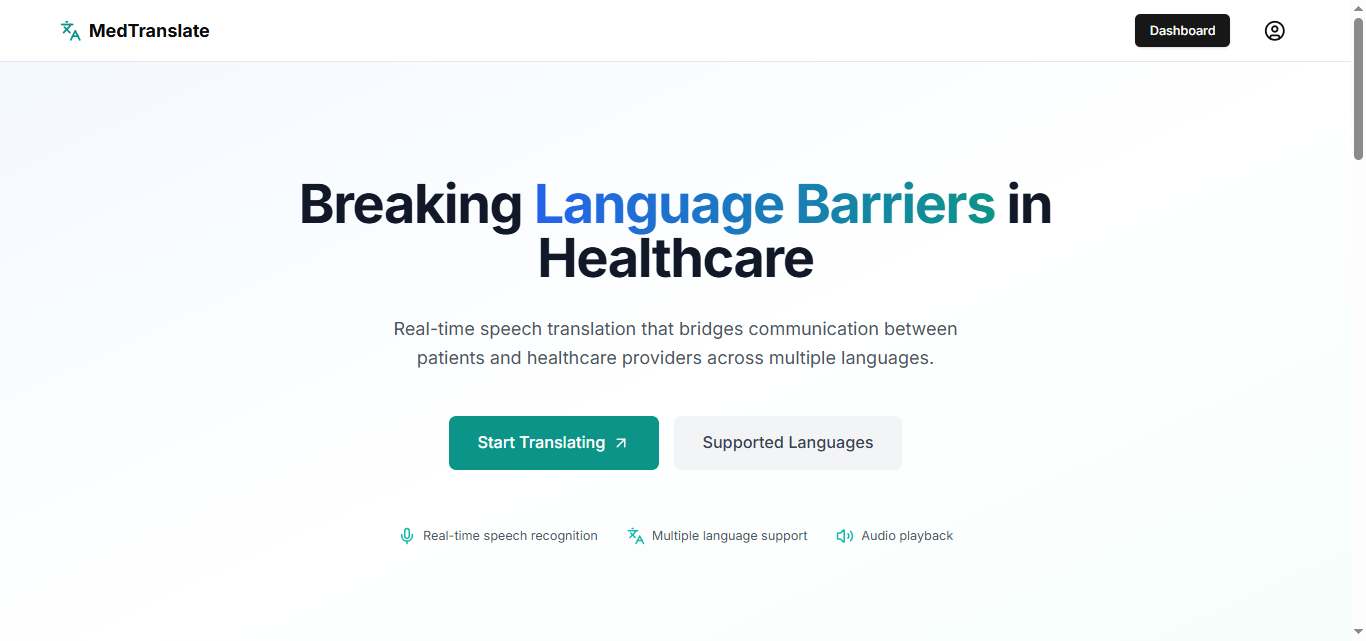 MedTranslate
Dashboard
Breaking Language Barriers in
Healthcare
Real-time speech translation that bridges communication between
patients and healthcare providers across multiple languages.
Start Translating
Supported Languages
Real-time speech recognition
Multiple language support
Audio playback